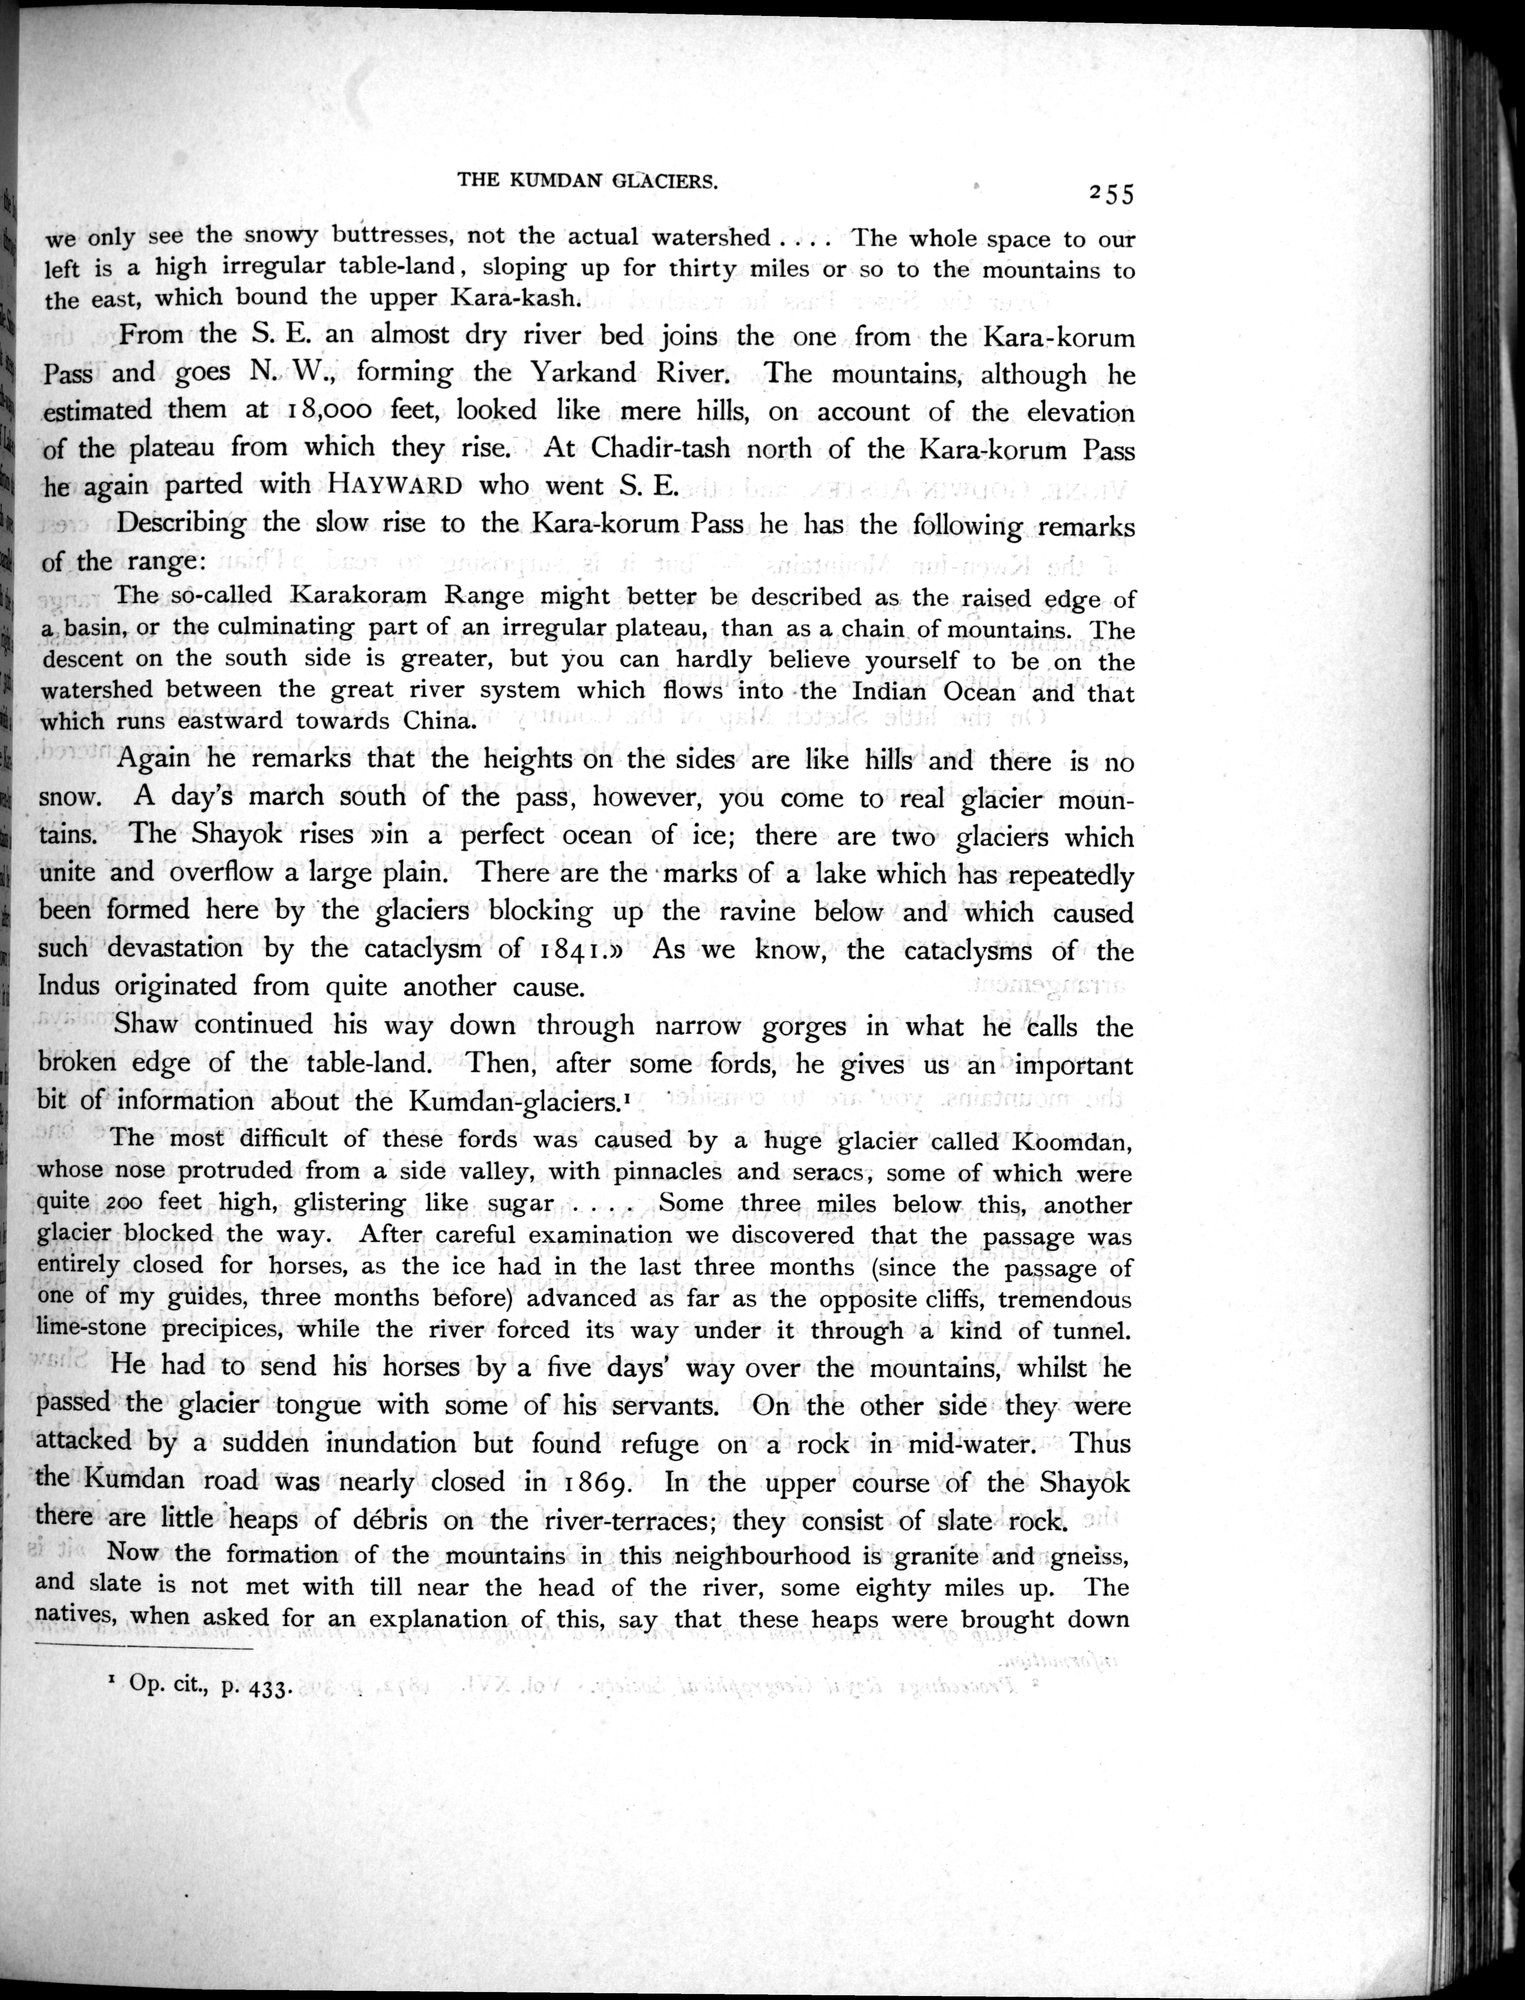 THE KUMDAN GLACIERS.
255
we only see the snowy buttresses, not the actual watershed . . . . The whole space to our
left is a high irregular table-land, sloping up for thirty miles or so to the mountains to
the east, which bound the upper Kara-kash.
From the S. E. an almost dry river bed joins the one from the Kara-korum
Pass and goes N. W., forming the Yarkand River. The mountains, although he
estimated them at 18,000 feet, looked like mere hills, on account of the elevation
of the plateau from which they rise. At Chadir-tash north of the Kara-korum Pass
he again parted with HAYWARD who went S. E.
Describing the slow rise to the Kara-korum Pass he has the following remarks
of the range:
The so-called Karakoram Range might better be described as the raised edge of
a basin, or the culminating part of an irregular plateau, than as a chain of mountains. The
descent on the south side is greater, but you can hardly believe yourself to be on the
watershed between the great river system which flows into the Indian Ocean and that
which runs eastward towards China.
Again he remarks that the heights on the sides are like hills and there is no
snow. A day's march south of the pass, however, you come to real glacier moun-
tains. The Shayok rises »in a perfect ocean of ice; there are two glaciers which
unite and overflow a large plain. There are the marks of a lake which has repeatedly
been formed here by the glaciers blocking up the ravine below and which caused
such devastation by the cataclysm of 1841.» As we know, the cataclysms of the
Indus originated from quite another cause.
Shaw continued his way down through narrow gorges in what he calls the
broken edge of the table-land. Then, after some fords, he gives us an important
bit of information about the Kumdan-glaciers.¹
The most difficult of these fords was caused by a huge glacier called Koomdan,
whose nose protruded from a side valley, with pinnacles and seracs, some of which were
quite 200 feet high, glistering like sugar . . . . Some three miles below this, another
glacier blocked the way. After careful examination we discovered that the passage was
entirely closed for horses, as the ice had in the last three months (since the passage of
one of my guides, three months before) advanced as far as the opposite cliffs, tremendous
lime-stone precipices, while the river forced its way under it through a kind of tunnel.
He had to send his horses by a five days' way over the mountains, whilst he
passed the glacier tongue with some of his servants. On the other side they were
attacked by a sudden inundation but found refuge on a rock in mid-water. Thus
the Kumdan road was nearly closed in 1869. In the upper course of the Shayok
there are little heaps of débris on the river-terraces; they consist of slate rock.
Now the formation of the mountains in this neighbourhood is granite and gneiss,
and slate is not met with till near the head of the river, some eighty miles up. The
natives, when asked for an explanation of this, say that these heaps were brought down
¹ Op. cit., p. 433.